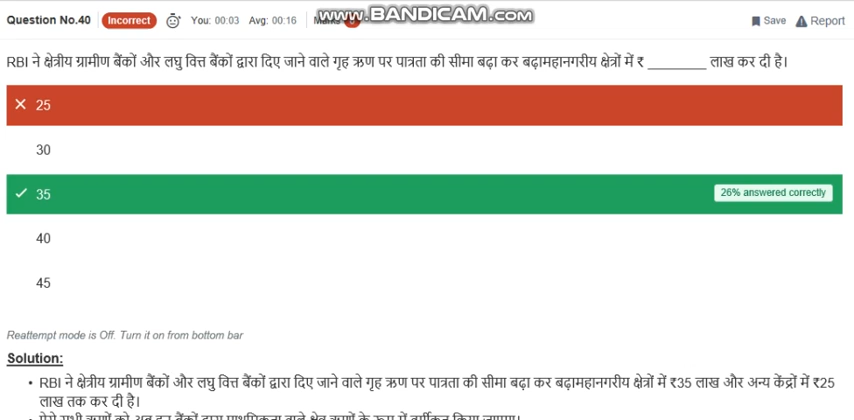 Question No.40 Incorrect You: 00:03 Avg: 00:16 www.BANDICAM.com Save Report
RBI ने क्षेत्रीय ग्रामीण बैंकों और लघु वित्त बैंकों द्वारा दिए जाने वाले गृह ऋण पर पात्रता की सीमा बढ़ा कर बढ़ामहानगरीय क्षेत्रों में ₹ ________ लाख कर दी है।
25
30
35 26% answered correctly
40
45
Reattempt mode is Off. Turn it on from bottom bar
Solution:
• RBI ने क्षेत्रीय ग्रामीण बैंकों और लघु वित्त बैंकों द्वारा दिए जाने वाले गृह ऋण पर पात्रता की सीमा बढ़ा कर बढ़ामहानगरीय क्षेत्रों में ₹35 लाख और अन्य केंद्रों में ₹25
लाख तक कर दी है।